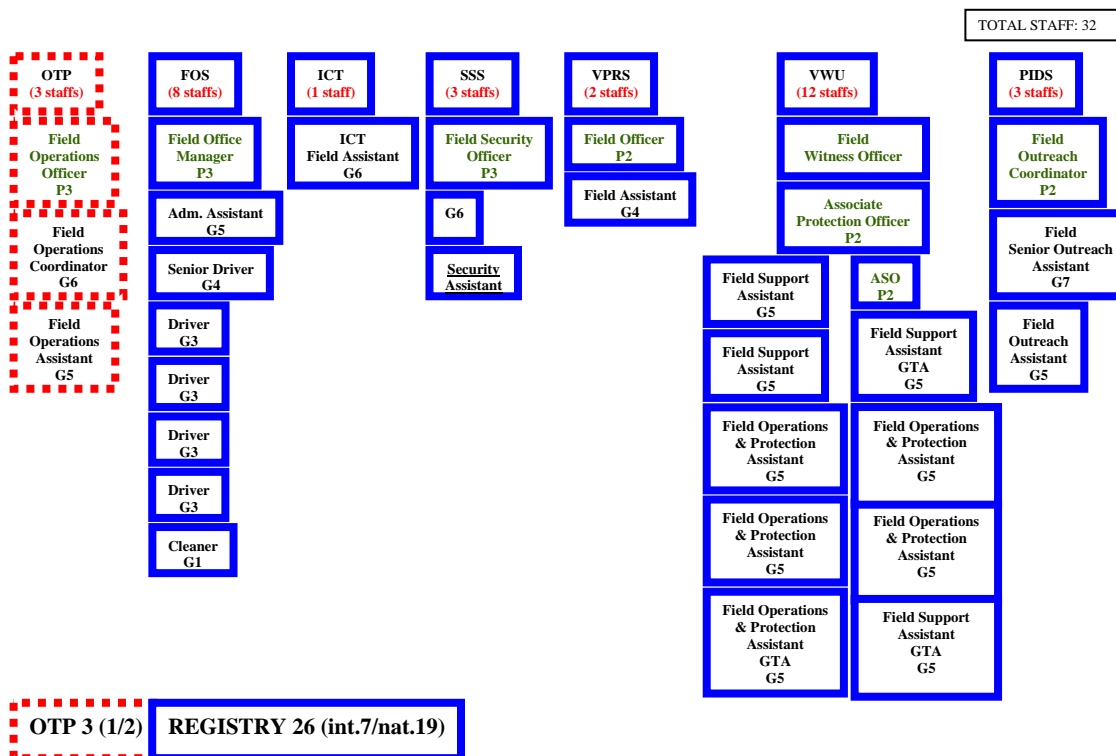 TOTAL STAFF: 32
OTP
(3 staffs)
Field
Operations
Officer
P3
Field
Operations
Coordinator
G6
Field
Operations
Assistant
G5
FOS
(8 staffs)
Field Office
Manager
P3
Adm. Assistant
G5
Senior Driver
G4
Driver
G3
Driver
G3
Driver
G3
Driver
G3
Cleaner
G1
ICT
(1 staff)
ICT
Field Assistant
G6
SSS
(3 staffs)
Field Security
Officer
P3
G6
Security
Assistant
VPRS
(2 staffs)
Field Officer
P2
Field Assistant
G4
VWU
(12 staffs)
Field
Witness Officer
Associate
Protection Officer
P2
Field Support
Assistant
G5
Field Support
Assistant
G5
Field Operations
& Protection
Assistant
G5
Field Operations
& Protection
Assistant
G5
Field Operations
& Protection
Assistant
GTA
G5
ASO
P2
Field Support
Assistant
GTA
G5
Field Operations
& Protection
Assistant
G5
Field Operations
& Protection
Assistant
G5
Field Support
Assistant
GTA
G5
PIDS
(3 staffs)
Field
Outreach
Coordinator
P2
Field
Senior Outreach
Assistant
G7
Field
Outreach
Assistant
G5
OTP 3 (1/2)
REGISTRY 26 (int.7/nat.19)